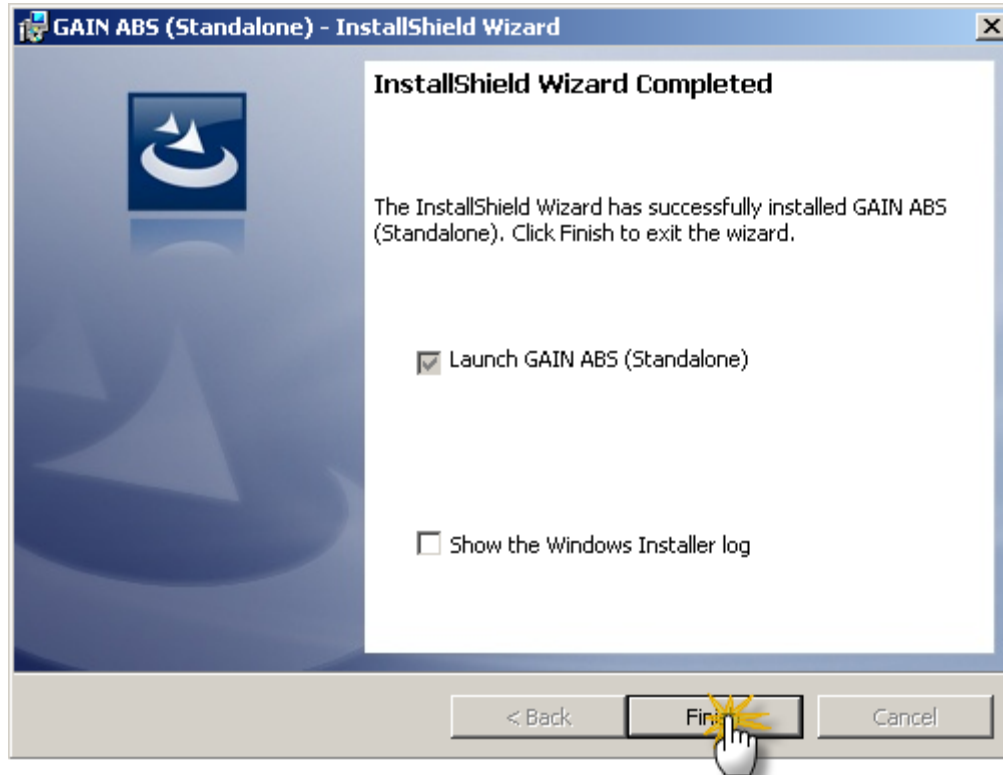 GAIN ABS (Standalone) - InstallShield Wizard
InstallShield Wizard Completed
The InstallShield Wizard has successfully installed GAIN ABS
(Standalone). Click Finish to exit the wizard.
Launch GAIN ABS (Standalone)
Show the Windows Installer log
< Back
Finish
Cancel